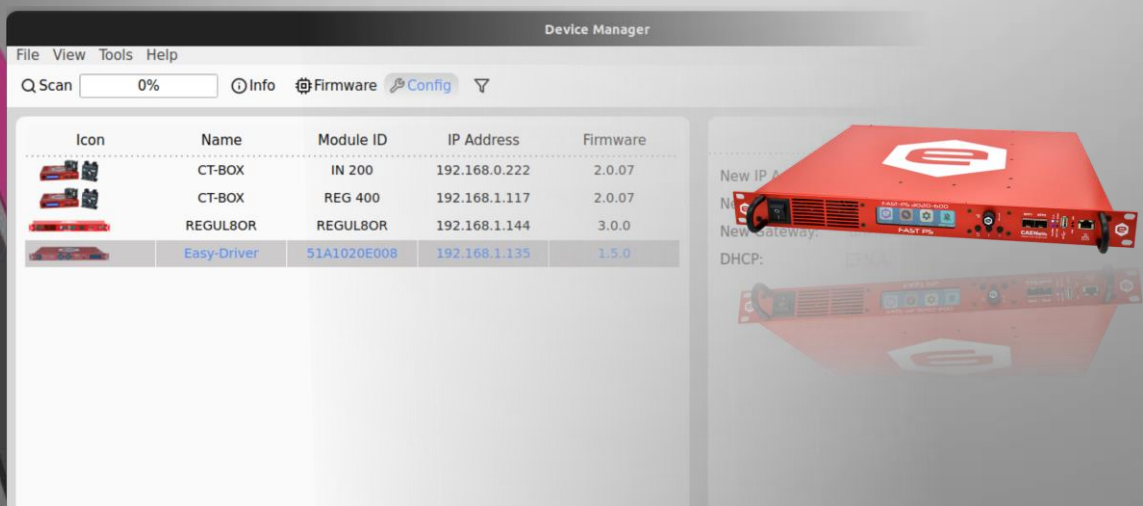 Device Manager
File View Tools Help
Scan 0% Info Firmware Config
Icon Name Module ID IP Address Firmware
CT-BOX IN 200 192.168.0.222 2.0.07
CT-BOX REG 400 192.168.1.117 2.0.07
REGUL8OR REGUL8OR 192.168.1.144 3.0.0
Easy-Driver 51A1020E008 192.168.1.135 1.5.0
New IP
New Gateway:
DHCP:
FAST-PS
CAENels